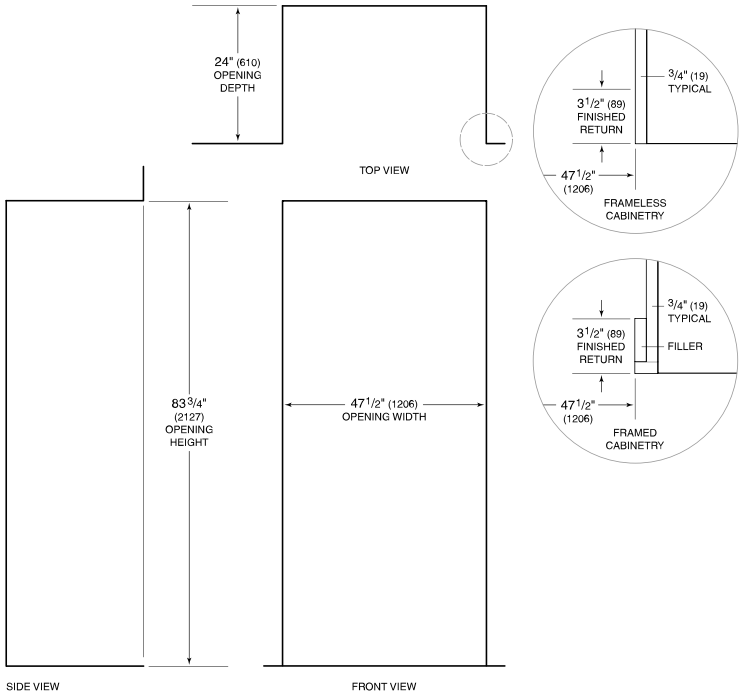 24" (610)
OPENING
DEPTH
TOP VIEW
3/4" (19)
TYPICAL
3 1/2" (89)
FINISHED
RETURN
47 1/2"
(1206)
FRAMELESS
CABINETRY
3/4" (19)
TYPICAL
3 1/2" (89)
FINISHED
RETURN
FILLER
47 1/2"
(1206)
FRAMED
CABINETRY
83 3/4"
(2127)
OPENING
HEIGHT
47 1/2" (1206)
OPENING WIDTH
SIDE VIEW
FRONT VIEW